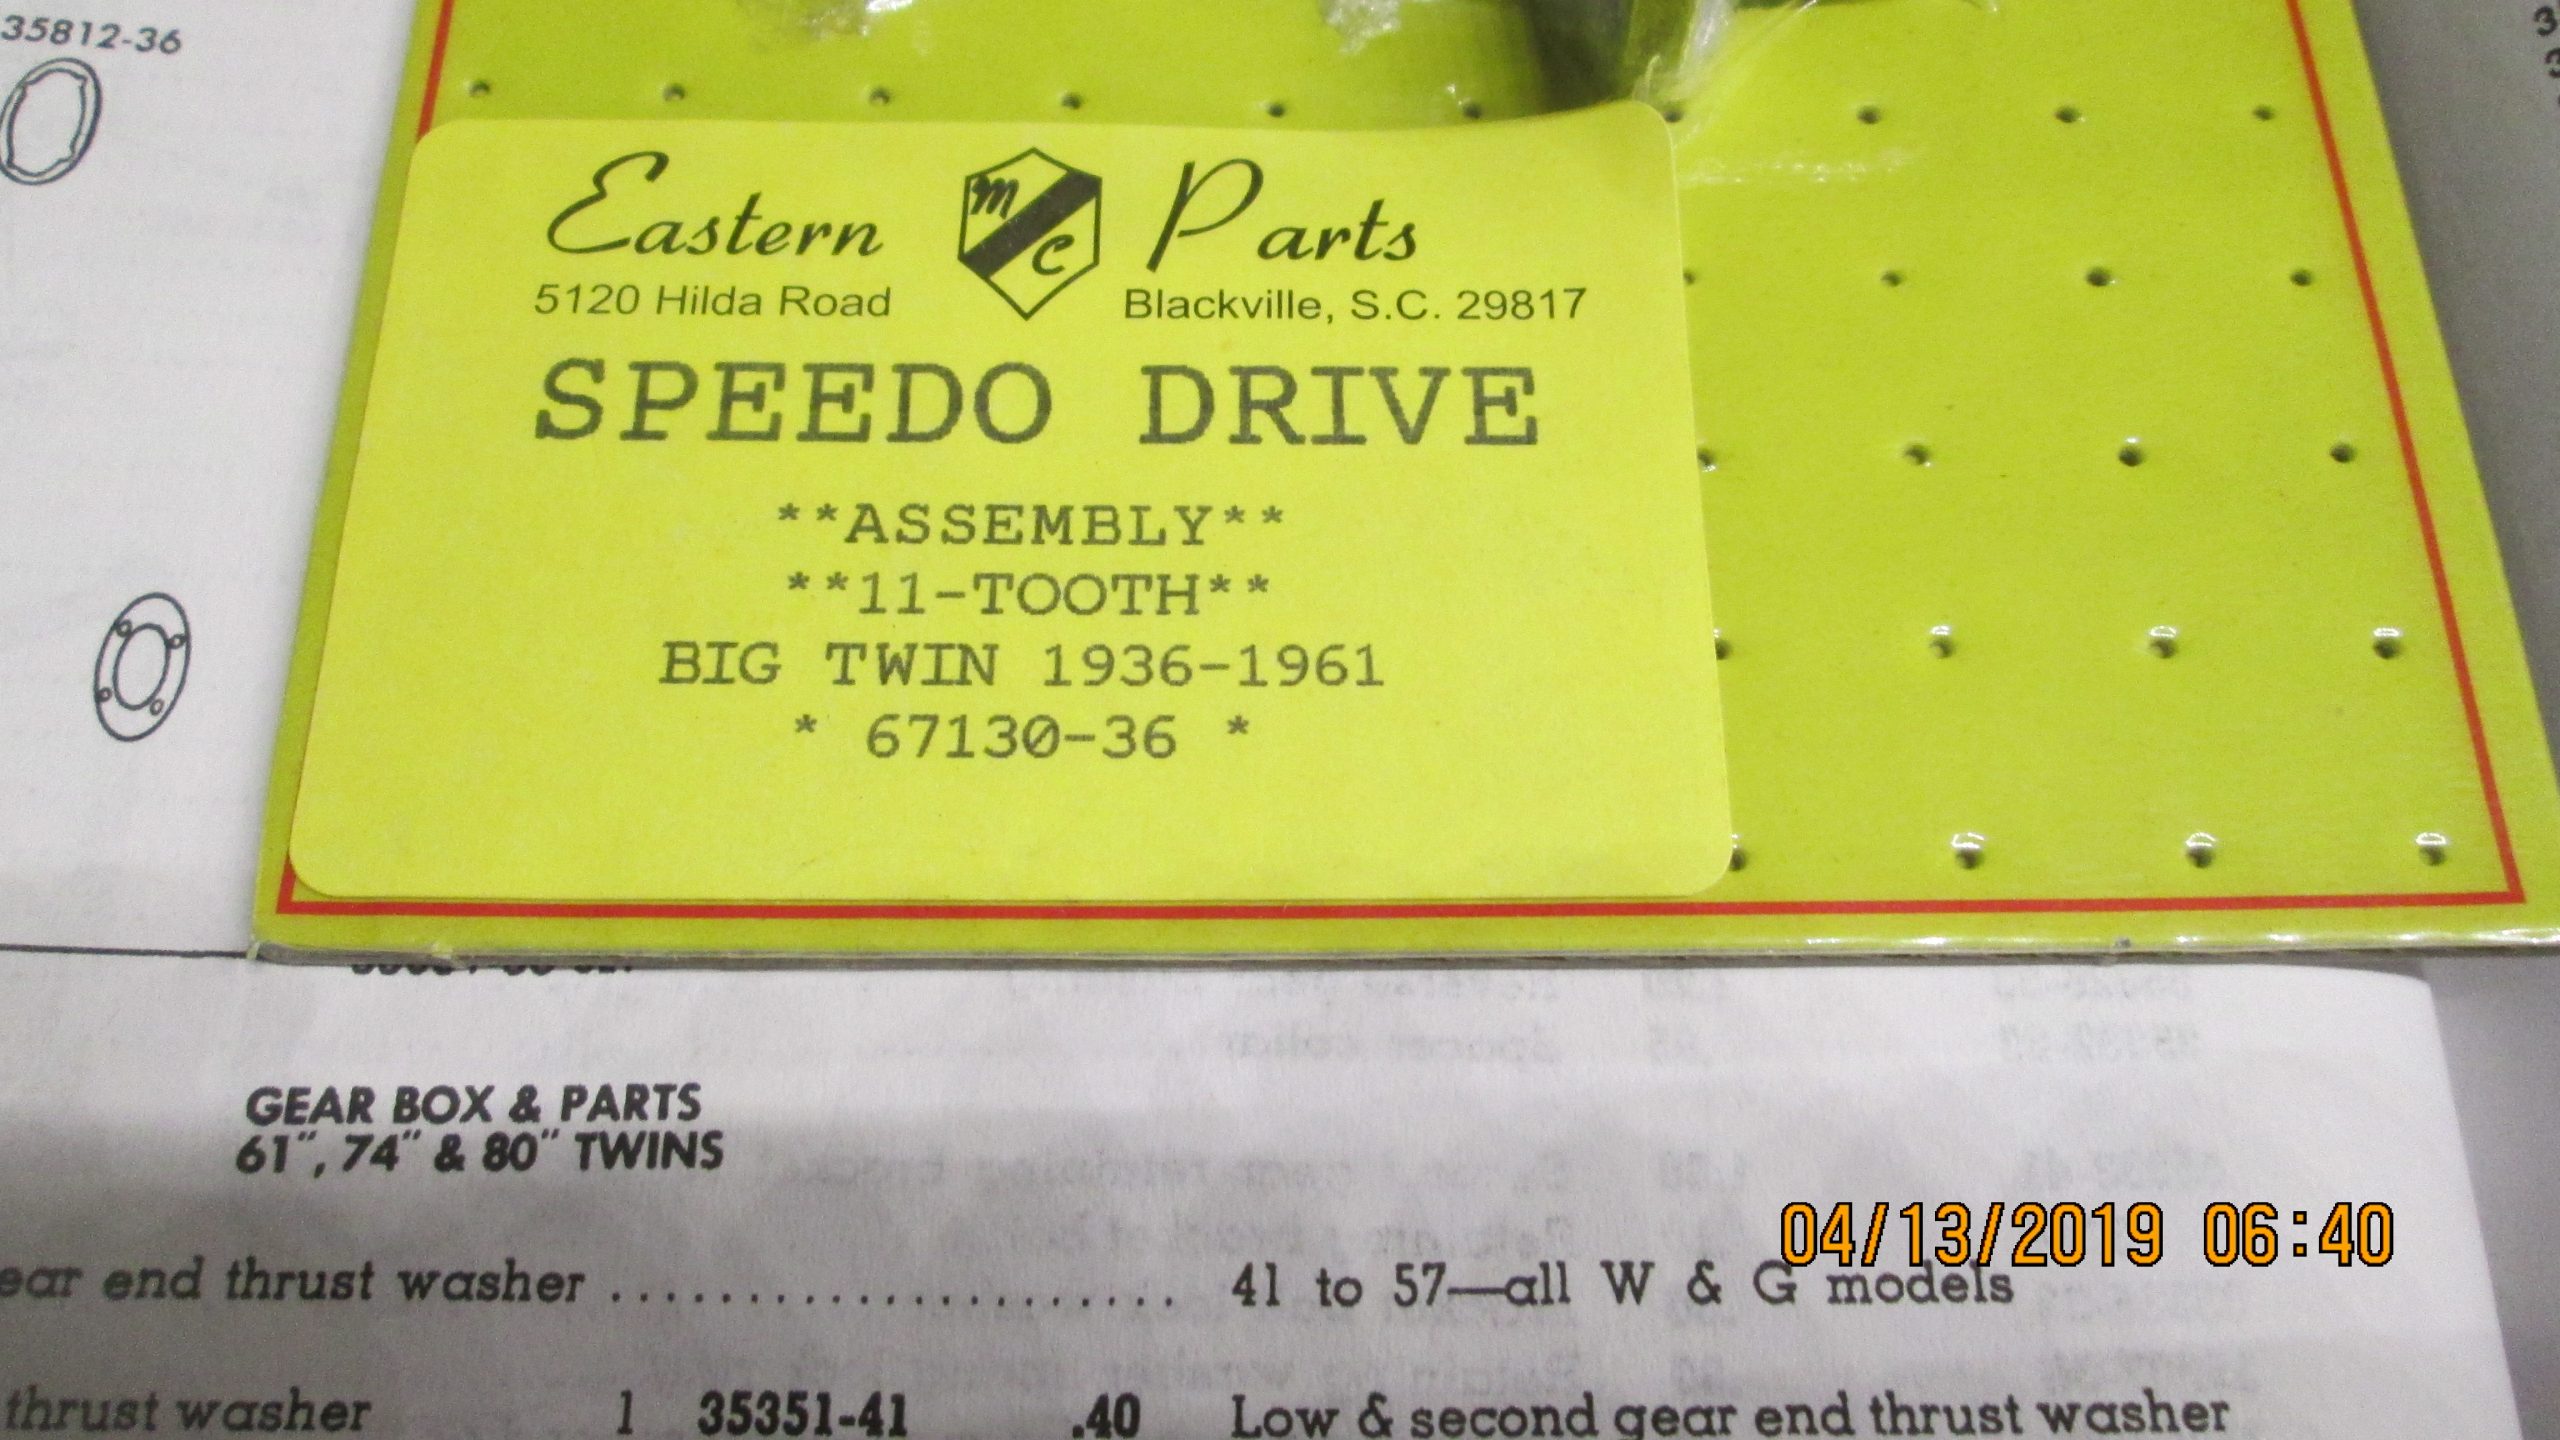 35812-36
Eastern Parts
m c
5120 Hilda Road Blackville, S.C. 29817
SPEEDO DRIVE
**ASSEMBLY**
**11-TOOTH**
BIG TWIN 1936-1961
* 67130-36 *
GEAR BOX & PARTS
61", 74" & 80" TWINS
04/13/2019 06:40
ear end thrust washer ...................... 41 to 57—all W & G models
thrust washer 1 35351-41 .40 Low & second gear end thrust washer